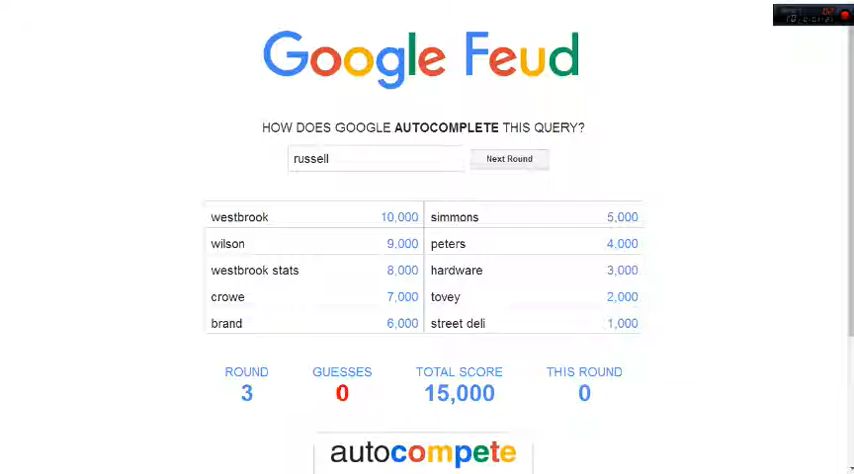 Google Feud
HOW DOES GOOGLE AUTOCOMPLETE THIS QUERY?
russell
Next Round
westbrook 10,000 simmons 5,000
wilson 9,000 peters 4,000
westbrook stats 8,000 hardware 3,000
crowe 7,000 tovey 2,000
brand 6,000 street deli 1,000
ROUND GUESSES TOTAL SCORE THIS ROUND
3 0 15,000 0
autocompete